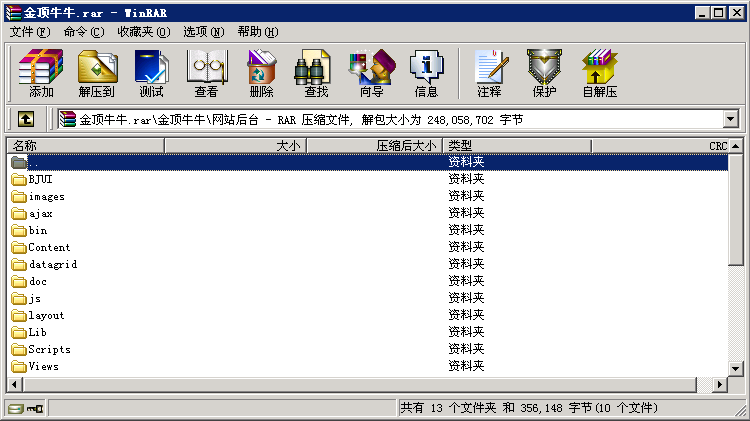 金顶牛牛.rar - WinRAR
文件(F) 命令(C) 收藏夹(O) 选项(N) 帮助(H)
添加 解压到 测试 查看 删除 查找 向导 信息 注释 保护 自解压
金顶牛牛.rar\金顶牛牛\网站后台 - RAR 压缩文件, 解包大小为 248,058,702 字节
名称 大小 压缩后大小 类型 CRC
.. 资料夹
BJUI 资料夹
images 资料夹
ajax 资料夹
bin 资料夹
Content 资料夹
datagrid 资料夹
doc 资料夹
js 资料夹
layout 资料夹
Lib 资料夹
Scripts 资料夹
Views 资料夹
共有 13 个文件夹 和 356,148 字节(10 个文件)